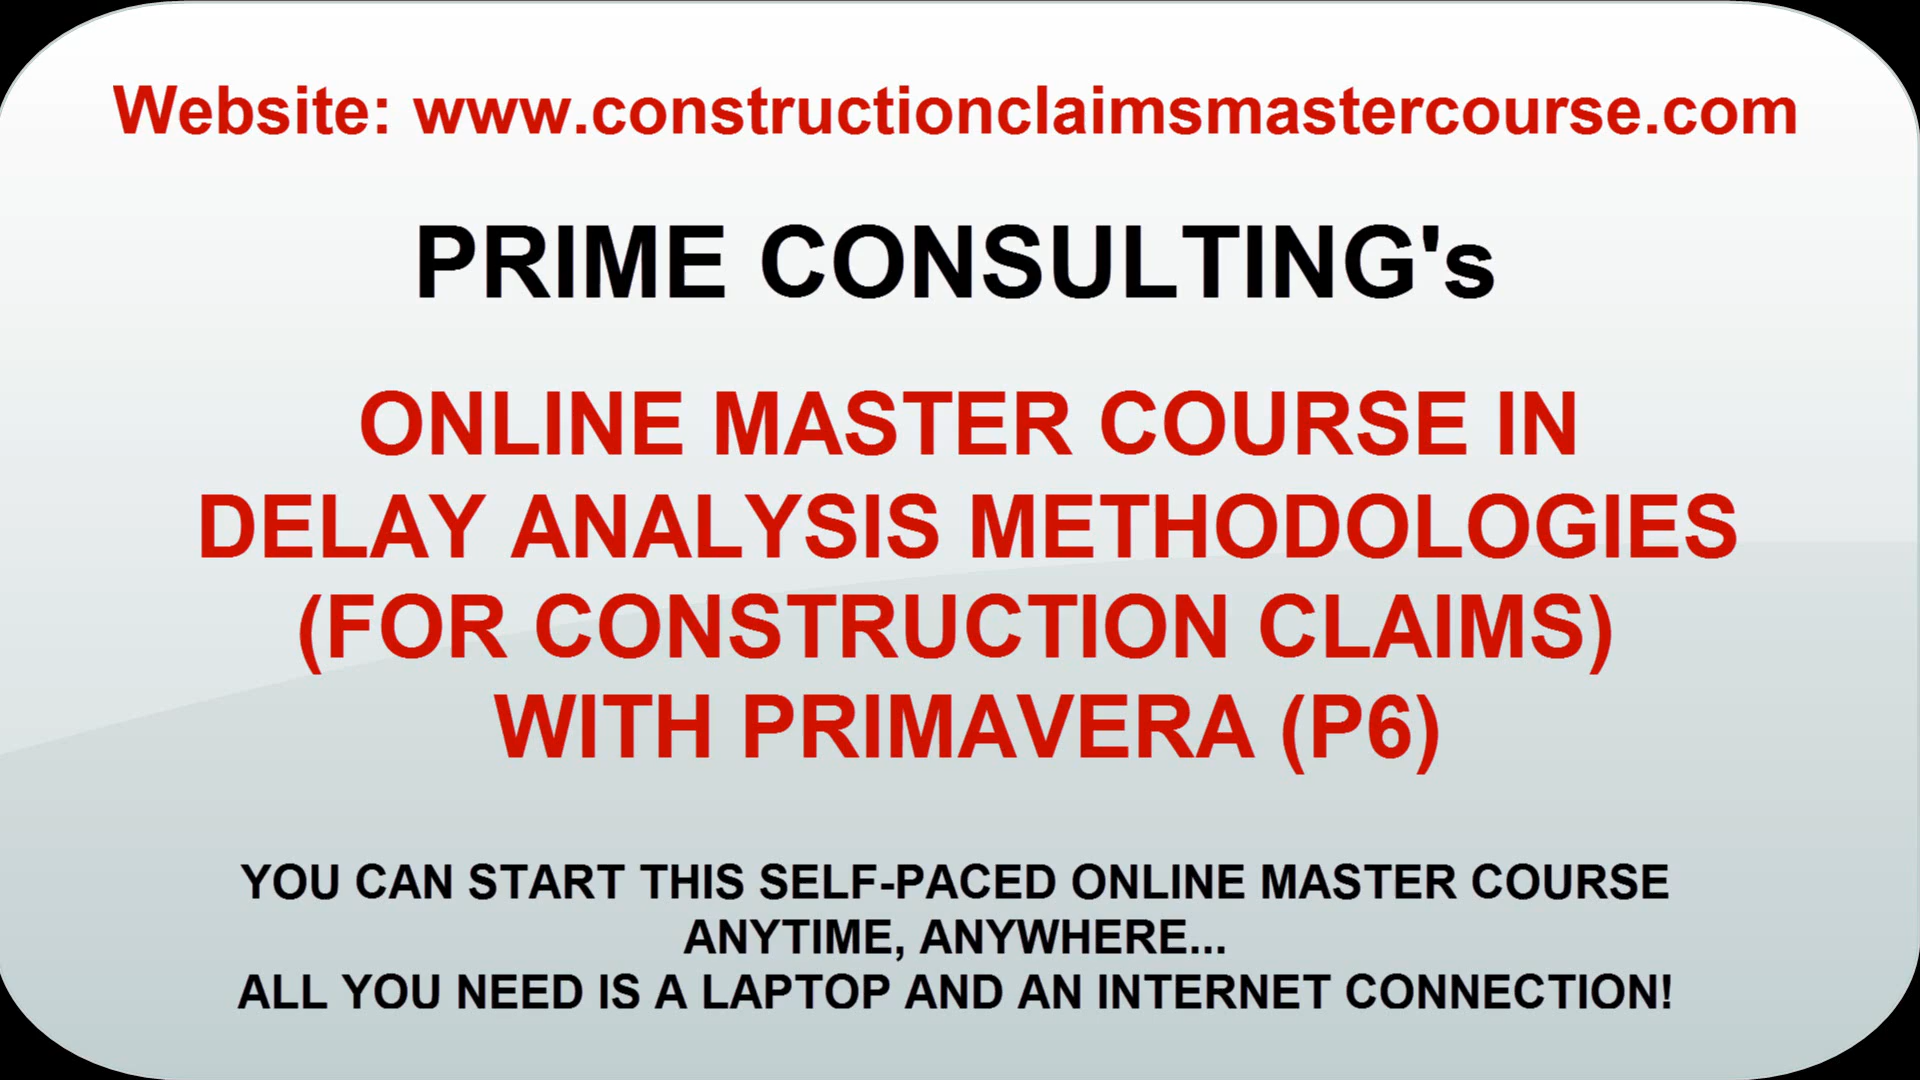 Website: www.constructionclaimsmastercourse.com
PRIME CONSULTING's
ONLINE MASTER COURSE IN
DELAY ANALYSIS METHODOLOGIES
(FOR CONSTRUCTION CLAIMS)
WITH PRIMAVERA (P6)
YOU CAN START THIS SELF-PACED ONLINE MASTER COURSE
ANYTIME, ANYWHERE...
ALL YOU NEED IS A LAPTOP AND AN INTERNET CONNECTION!